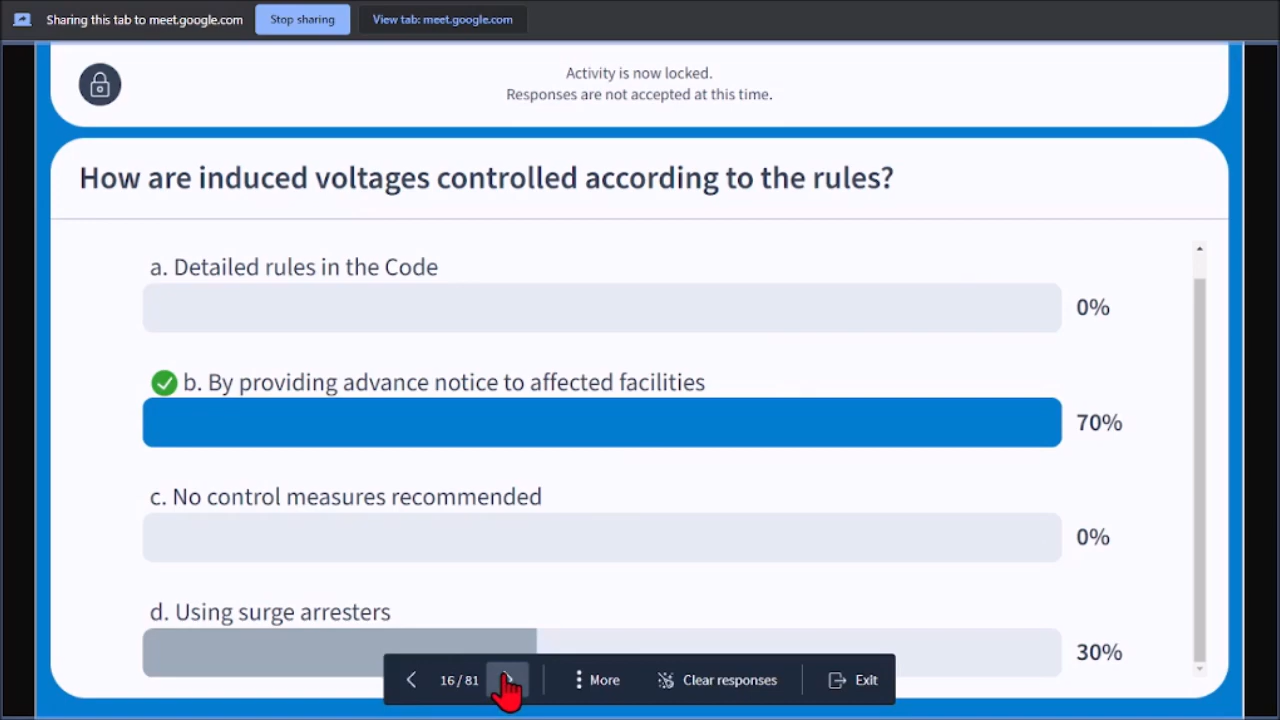 Sharing this tab to meet.google.com
Stop sharing
View tab: meet.google.com
Activity is now locked.
Responses are not accepted at this time.
How are induced voltages controlled according to the rules?
a. Detailed rules in the Code
0%
b. By providing advance notice to affected facilities
70%
c. No control measures recommended
0%
d. Using surge arresters
30%
16 / 81
More
Clear responses
Exit